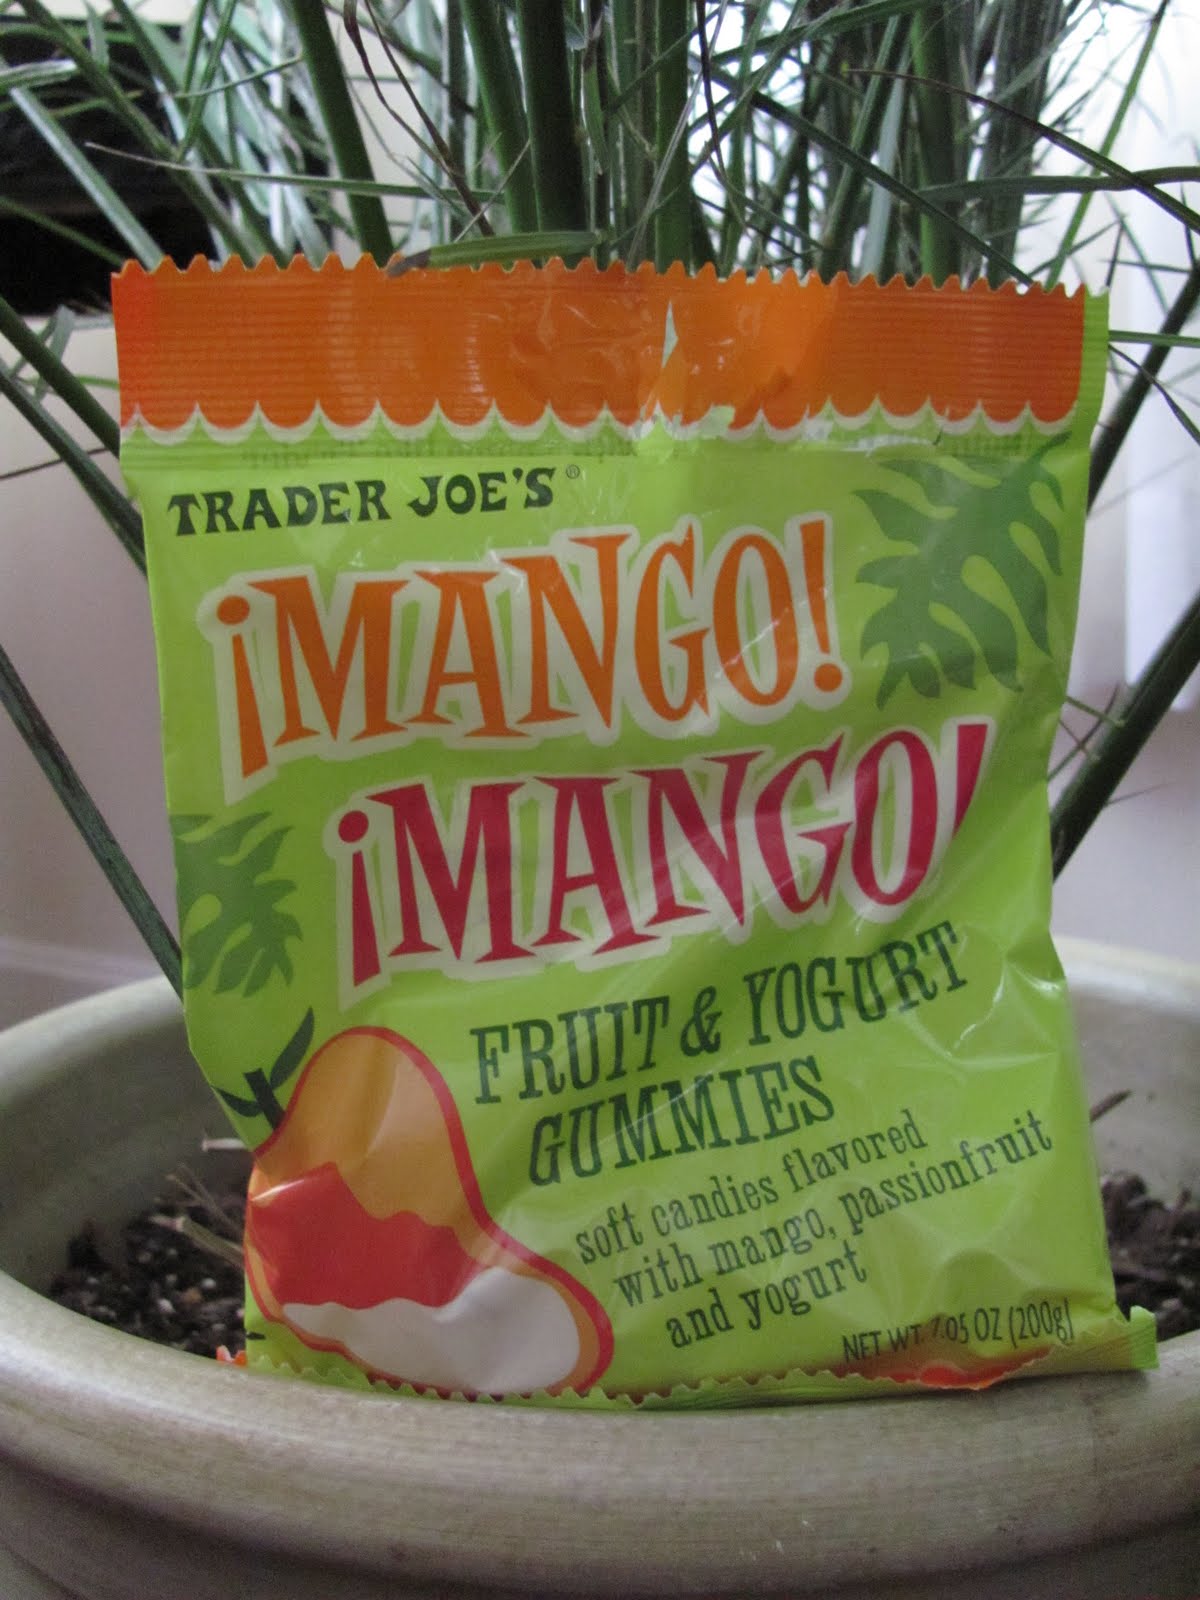 TRADER JOE'S®
¡MANGO!
¡MANGO!
FRUIT & YOGURT
GUMMIES
soft candies flavored
with mango, passionfruit
and yogurt
NET WT. 7.05 OZ (200g)